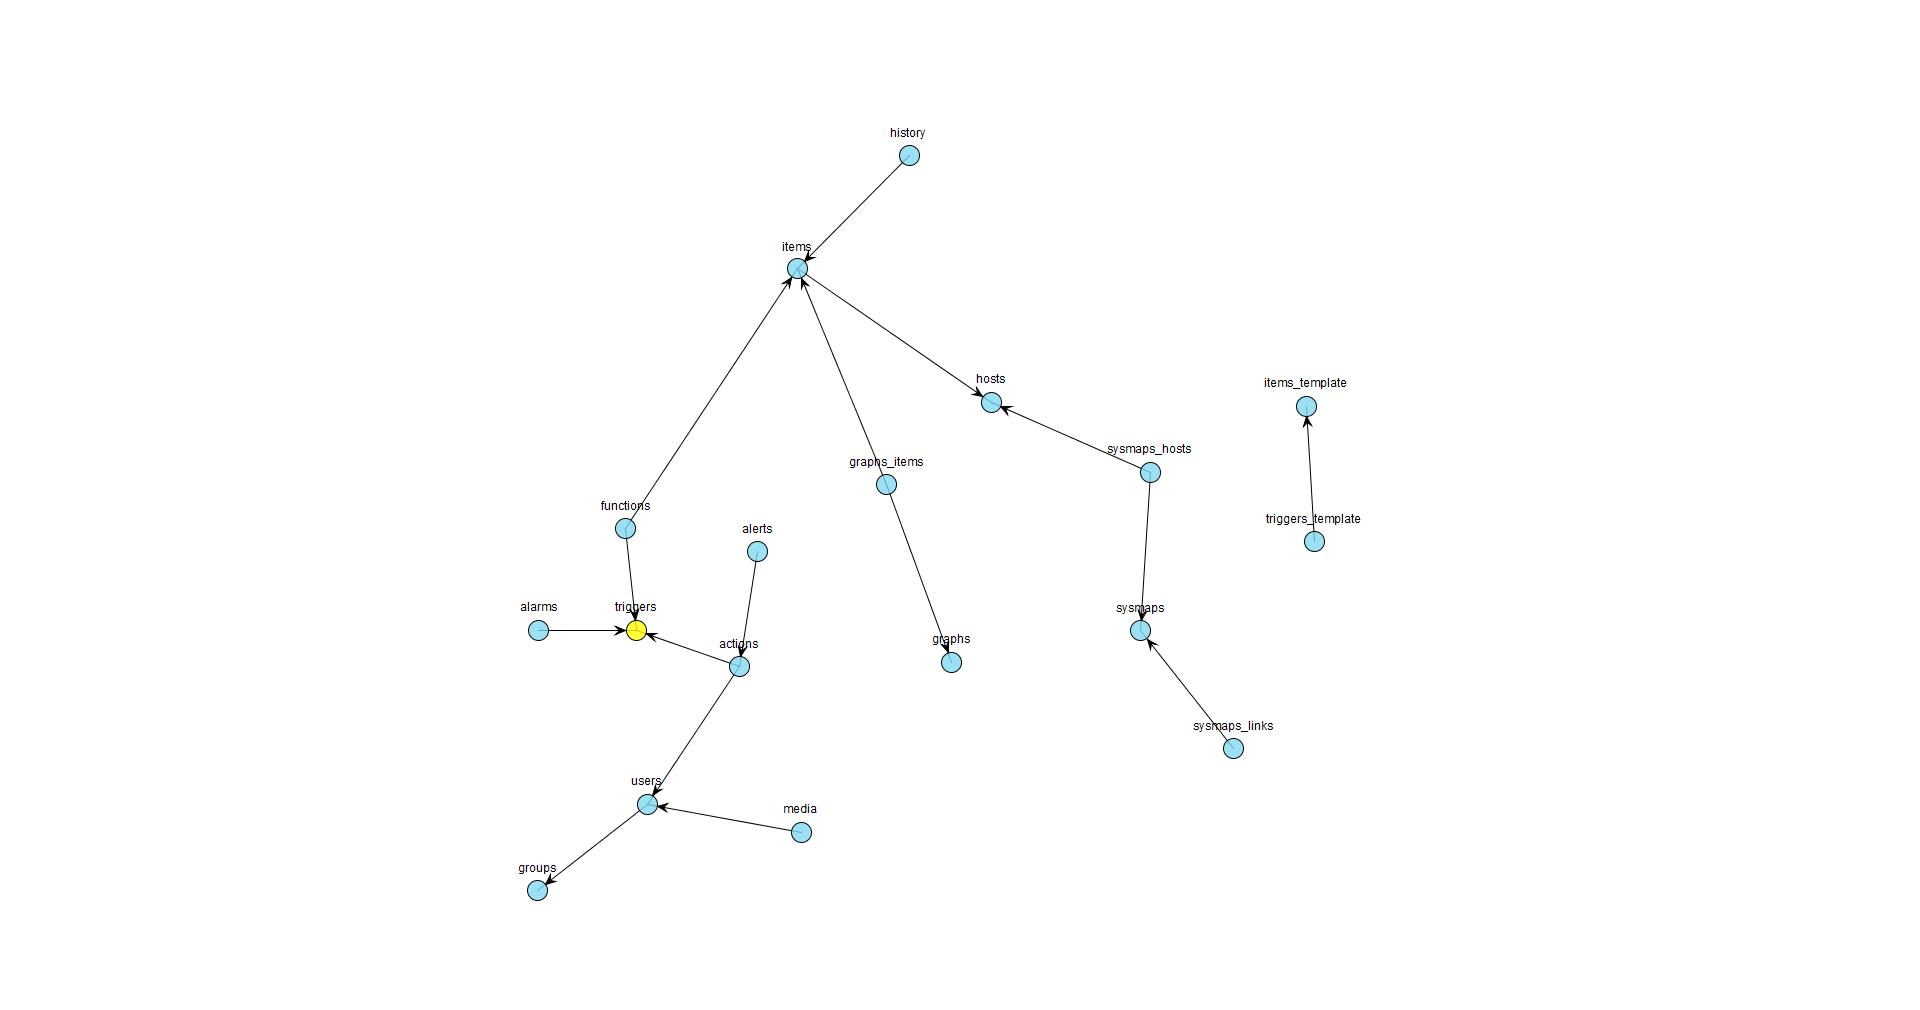 history
items
hosts
items_template
sysmaps_hosts
graphs_items
functions
triggers_template
alerts
alarms
triggers
sysmaps
graphs
actions
sysmaps_links
users
media
groups